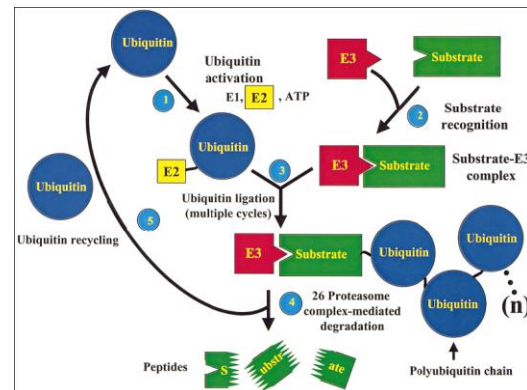 Ubiquitin
Ubiquitin
activation
E1, E2 , ATP
1
E3
Substrate
2
Substrate
recognition
Ubiquitin
E2
E3
Substrate
Substrate-E3
complex
3
Ubiquitin ligation
(multiple cycles)
Ubiquitin
Ubiquitin recycling
5
E3
Substrate
Ubiquitin
Ubiquitin
Ubiquitin
(n)
4
26 Proteasome
complex-mediated
degradation
Peptides
S
ubstr
ate
Polyubiquitin chain